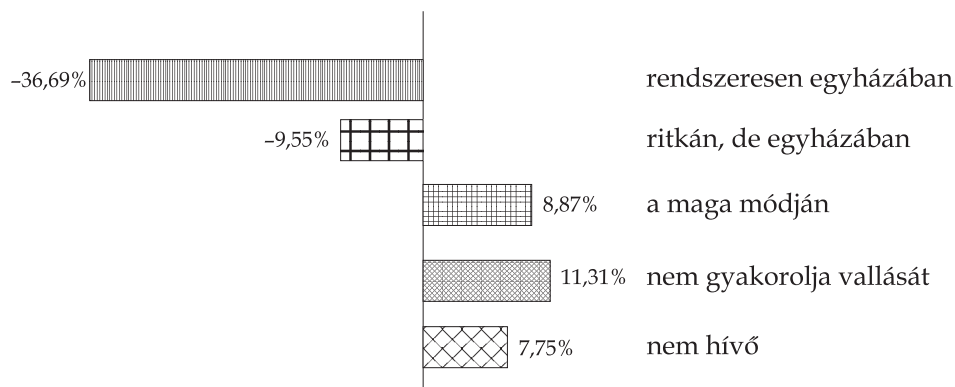 –36,69% rendszeresen egyházában
–9,55% ritkán, de egyházában
8,87% a maga módján
11,31% nem gyakorolja vallását
7,75% nem hívő